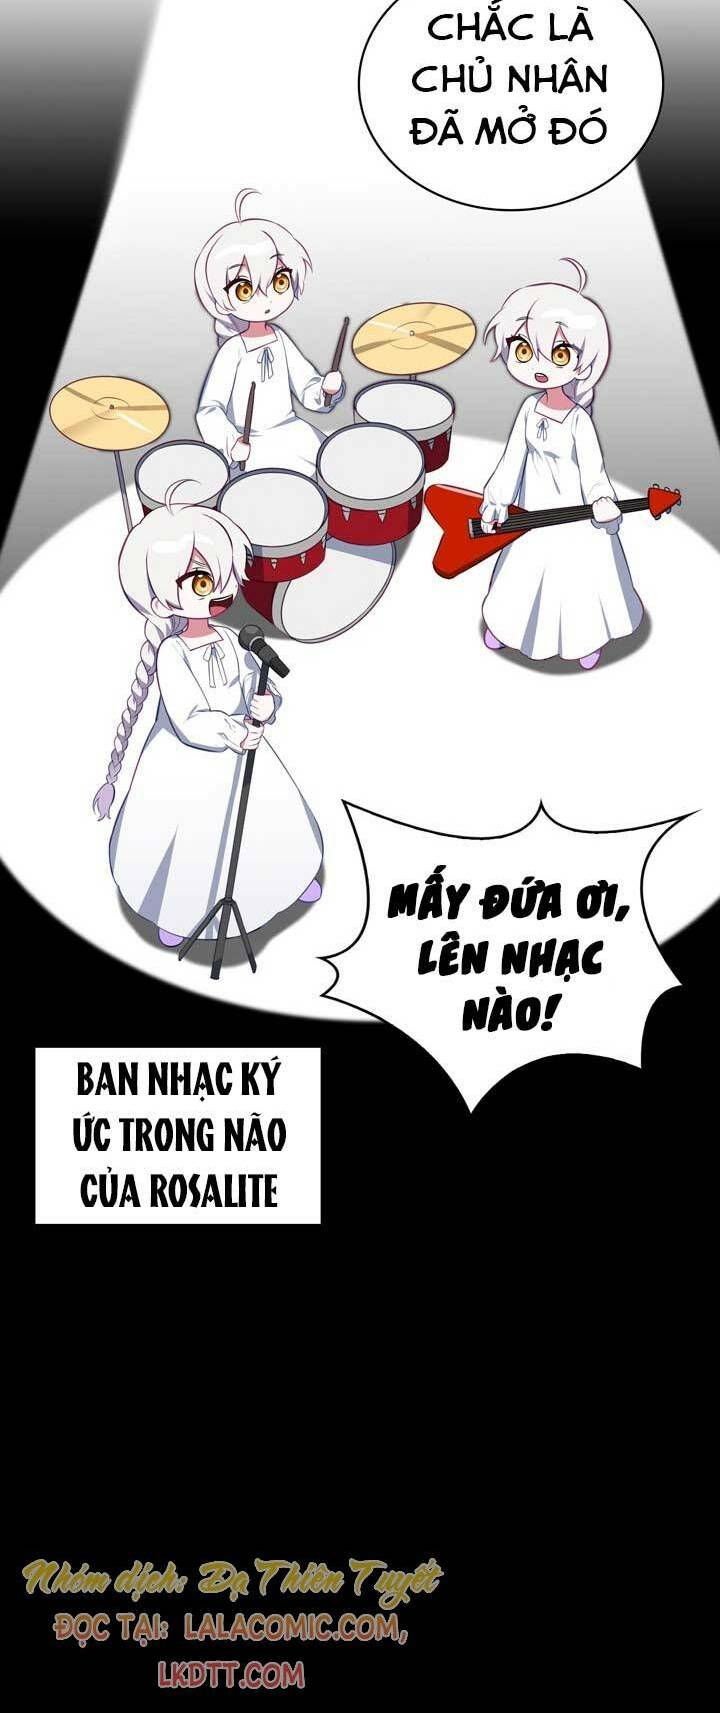 CHẮC LÀ
CHỦ NHÂN
ĐÃ MỞ ĐÓ
MẤY ĐỨA ƠI,
LÊN NHẠC
NÀO!
BAN NHẠC KÝ
ỨC TRONG NÃO
CỦA ROSALITE
Nhóm dịch: Dạ Thiên Tuyết
ĐỌC TẠI: LALACOMIC.COM,
LKDTT.COM